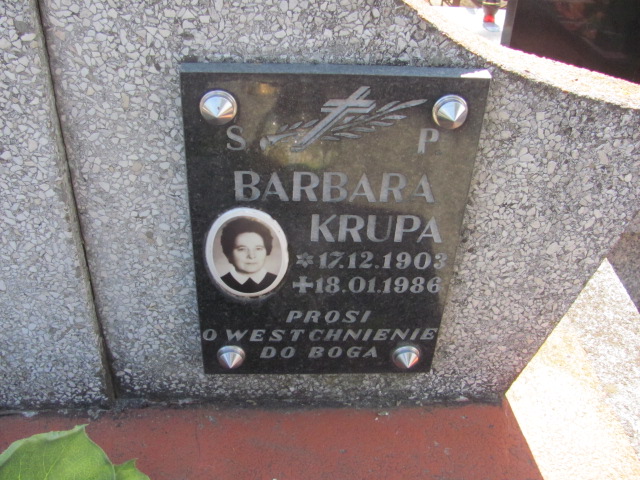 S P
BARBARA
KRUPA
*17.12.1903
+18.01.1986
PROSI
O WESTCHNIENIE
DO BOGA